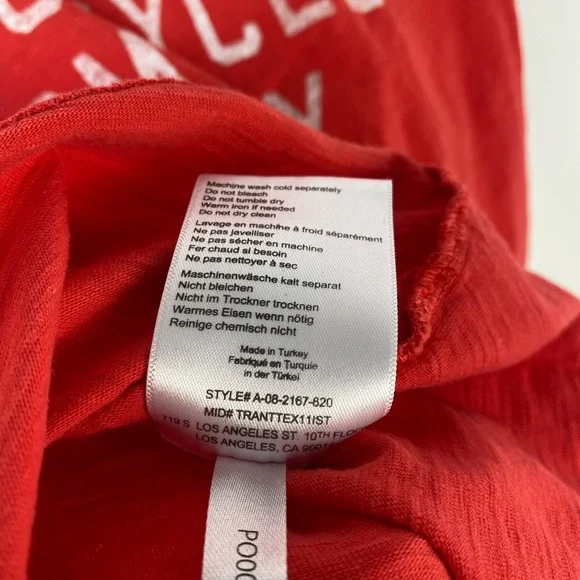 Machine wash cold separately
Do not bleach
Do not tumble dry
Warm iron if needed
Do not dry clean
Lavage en machine à froid séparément
Ne pas javelliser
Ne pas sécher en machine
Fer chaud si besoin
Ne pas nettoyer à sec
Maschinenwäsche kalt separat
Nicht bleichen
Nicht im Trockner trocknen
Warmes Eisen wenn nötig
Reinige chemisch nicht
Made in Turkey
Fabriqué en Turquie
in der Türkei
STYLE# A-08-2167-620
MID# TRANTTEX11IST
719 S. LOS ANGELES ST. 10TH
LOS ANGELES, CA